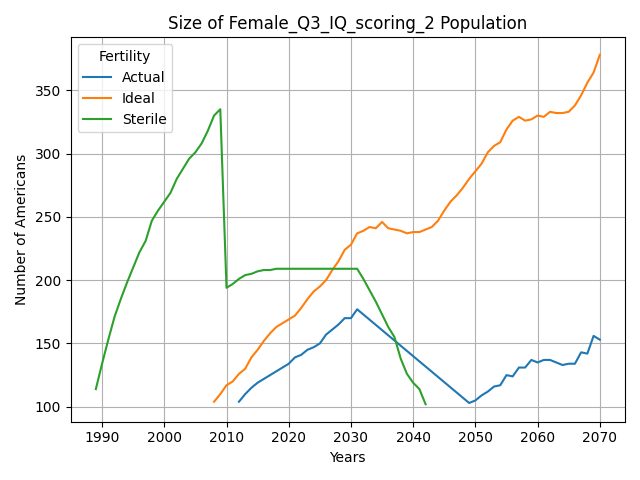 Size of Female_Q3_IQ_scoring_2 Population
Fertility
Actual
Ideal
Sterile
Number of Americans
350
300
250
200
150
100
1990 2000 2010 2020 2030 2040 2050 2060 2070
Years